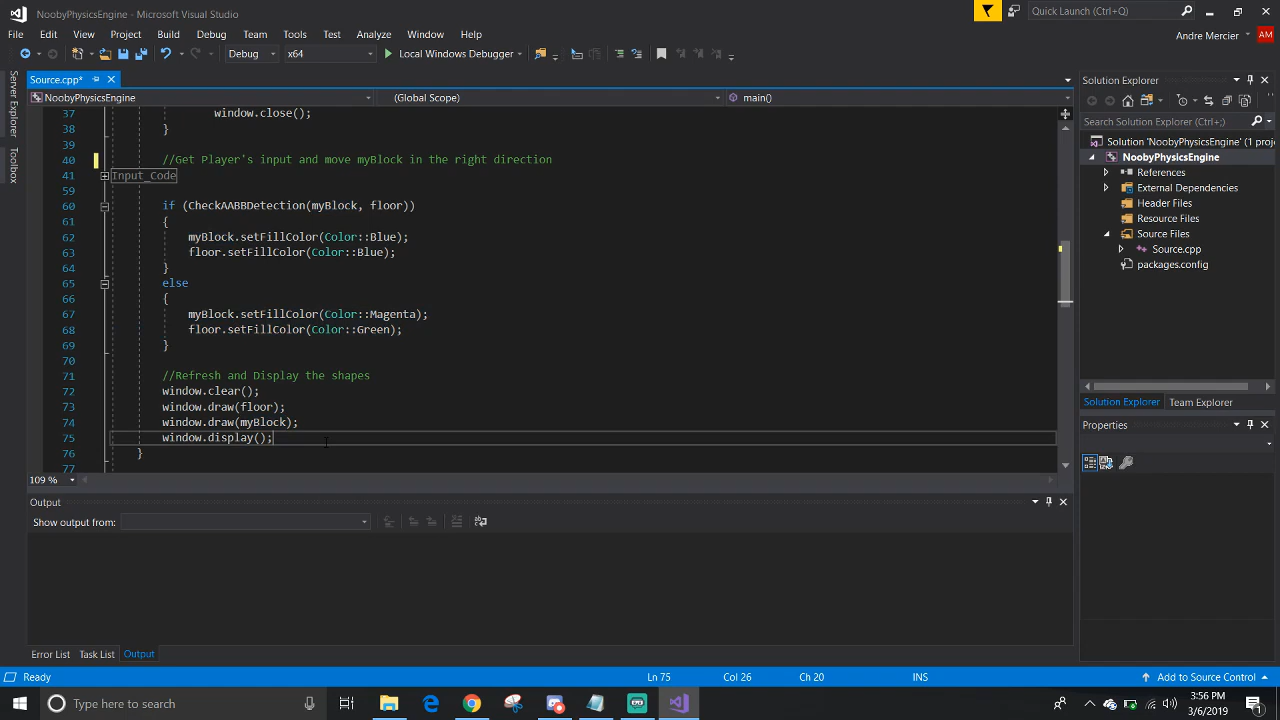 NoobyPhysicsEngine - Microsoft Visual Studio
Quick Launch (Ctrl+Q)
File Edit View Project Build Debug Team Tools Test Analyze Window Help
Andre Mercier AM
Debug x64 Local Windows Debugger
Server Explorer
Toolbox
Source.cpp*
NoobyPhysicsEngine (Global Scope) main()
37 window.close();
38 }
39
40 //Get Player's input and move myBlock in the right direction
41 Input_Code
59
60 if (CheckAABBDetection(myBlock, floor))
61 {
62 myBlock.setFillColor(Color::Blue);
63 floor.setFillColor(Color::Blue);
64 }
65 else
66 {
67 myBlock.setFillColor(Color::Magenta);
68 floor.setFillColor(Color::Green);
69 }
70
71 //Refresh and Display the shapes
72 window.clear();
73 window.draw(floor);
74 window.draw(myBlock);
75 window.display();
76 }
77
109 %
Output
Show output from:
Error List Task List Output
Solution Explorer
Search Solution Explorer (Ctrl+;)
Solution 'NoobyPhysicsEngine' (1 proje
NoobyPhysicsEngine
References
External Dependencies
Header Files
Resource Files
Source Files
Source.cpp
packages.config
Solution Explorer Team Explorer
Properties
Ready Ln 75 Col 26 Ch 20 INS Add to Source Control
Type here to search
3:56 PM
3/6/2019